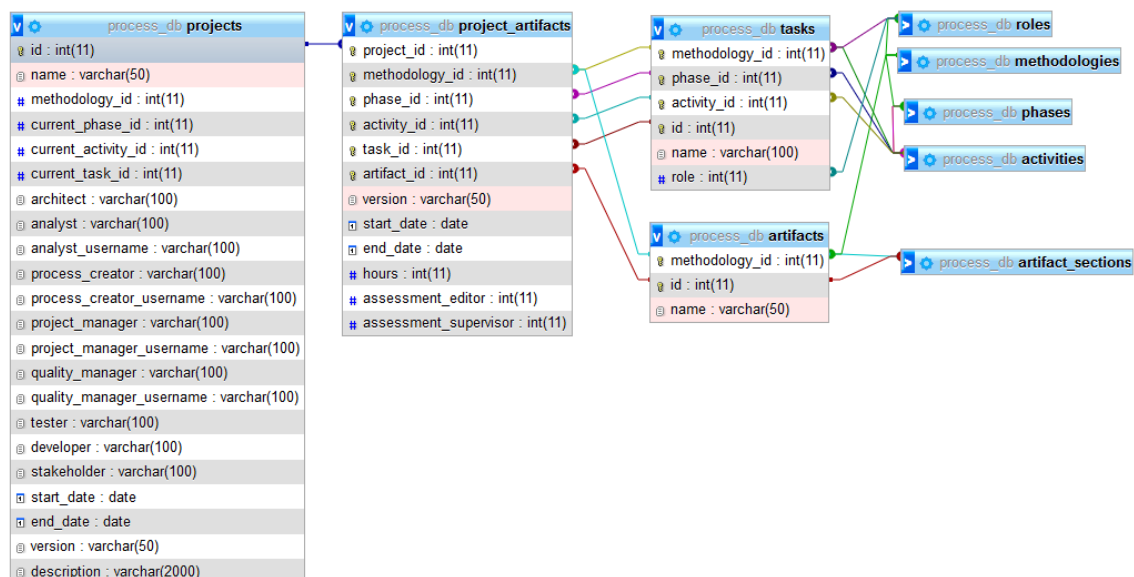 process_db projects
id : int(11)
name : varchar(50)
methodology_id : int(11)
current_phase_id : int(11)
current_activity_id : int(11)
current_task_id : int(11)
architect : varchar(100)
analyst : varchar(100)
analyst_username : varchar(100)
process_creator : varchar(100)
process_creator_username : varchar(100)
project_manager : varchar(100)
project_manager_username : varchar(100)
quality_manager : varchar(100)
quality_manager_username : varchar(100)
tester : varchar(100)
developer : varchar(100)
stakeholder : varchar(100)
start_date : date
end_date : date
version : varchar(50)
description : varchar(2000)
process_db project_artifacts
project_id : int(11)
methodology_id : int(11)
phase_id : int(11)
activity_id : int(11)
task_id : int(11)
artifact_id : int(11)
version : varchar(50)
start_date : date
end_date : date
hours : int(11)
assessment_editor : int(11)
assessment_supervisor : int(11)
process_db tasks
methodology_id : int(11)
phase_id : int(11)
activity_id : int(11)
id : int(11)
name : varchar(100)
role : int(11)
process_db artifacts
methodology_id : int(11)
id : int(11)
name : varchar(50)
process_db roles
process_db methodologies
process_db phases
process_db activities
process_db artifact_sections